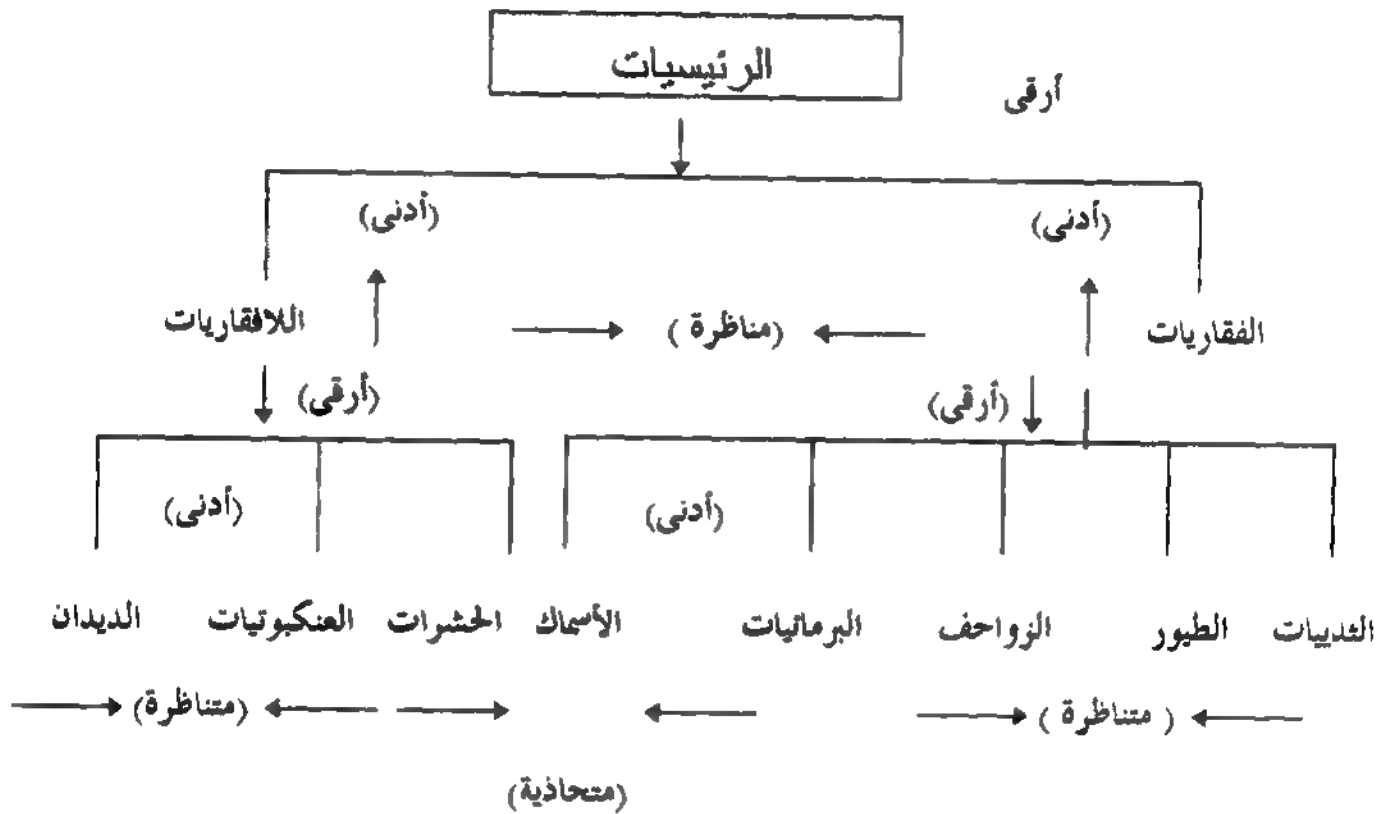 الرئيسيات
أرقى
(أدنى) (أدنى)
الفقاريات (مناظرة ) اللافقاريات
(أرقى) (أرقى)
(أدنى) (أدنى)
الثدييات الطيور الزواحف البرمائيات الأسماك الحشرات العنكبوتيات الديدان
( متناظرة ) (متناظرة)
(متحاذية)